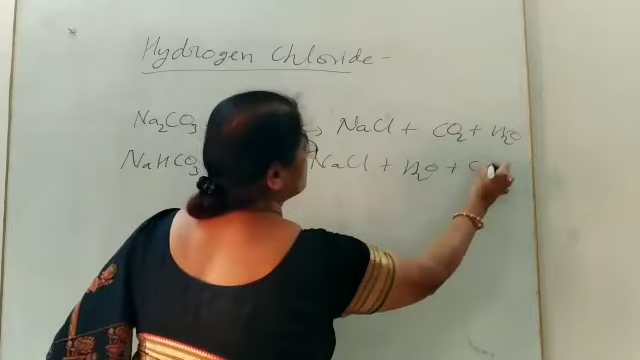 *
Hydrogen Chloride -
Na₂CO₃ → NaCl + CO₂ + H₂O
NaHCO₃ NaCl + H₂O + C